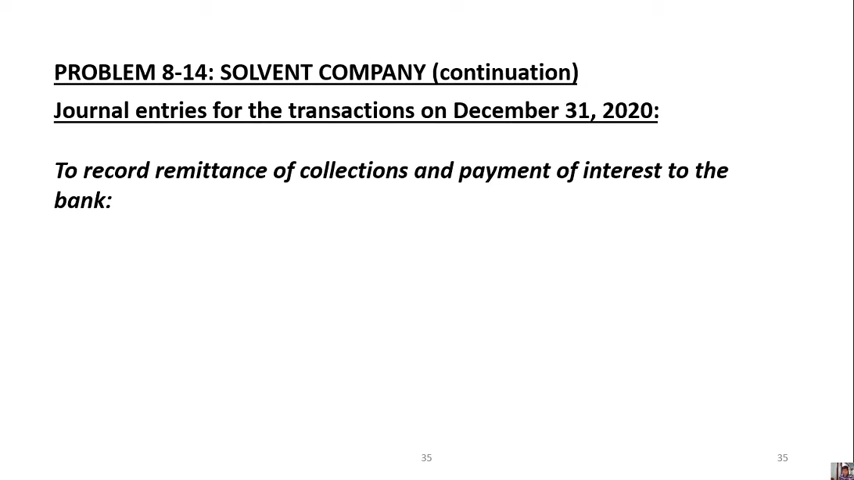 PROBLEM 8-14: SOLVENT COMPANY (continuation)
Journal entries for the transactions on December 31, 2020:
To record remittance of collections and payment of interest to the
bank:
35
35